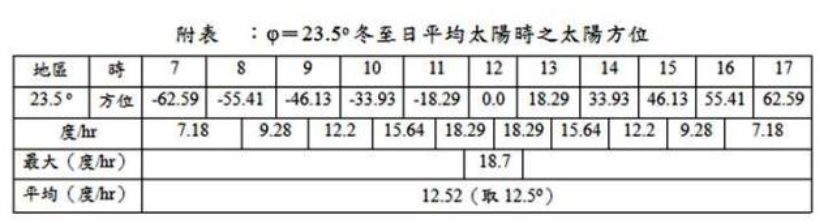 附表 ：φ＝23.5º 冬至日平均太陽時之太陽方位
地區 時 7 8 9 10 11 12 13 14 15 16 17
23.5º 方位 -62.59 -55.41 -46.13 -33.93 -18.29 0.0 18.29 33.93 46.13 55.41 62.59
度/hr 7.18 9.28 12.2 15.64 18.29 18.29 15.64 12.2 9.28 7.18
最大（度/hr） 18.7
平均（度/hr） 12.52（取 12.5º）